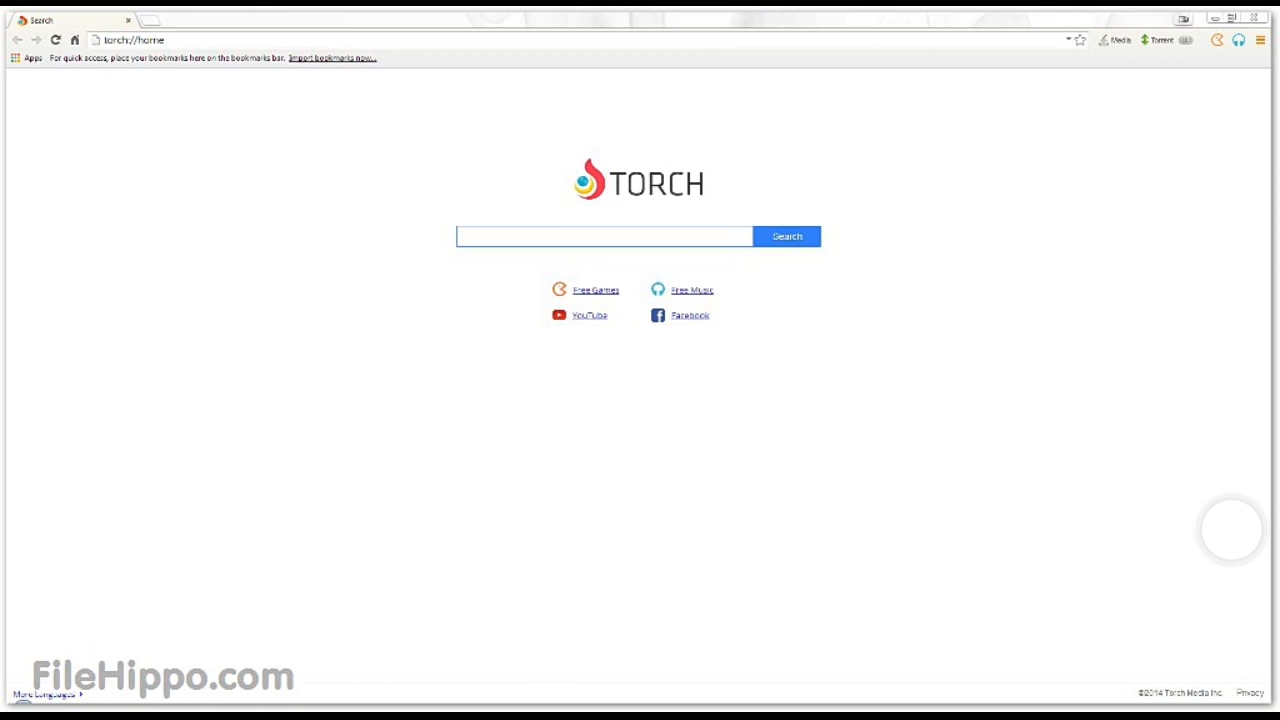 Search
torch://home
Media
Torrent
Apps For quick access, place your bookmarks here on the bookmarks bar. Import bookmarks now...
TORCH
Search
Free Games Free Music
YouTube Facebook
FileHippo.com
More Languages
©2014 Torch Media Inc. Privacy